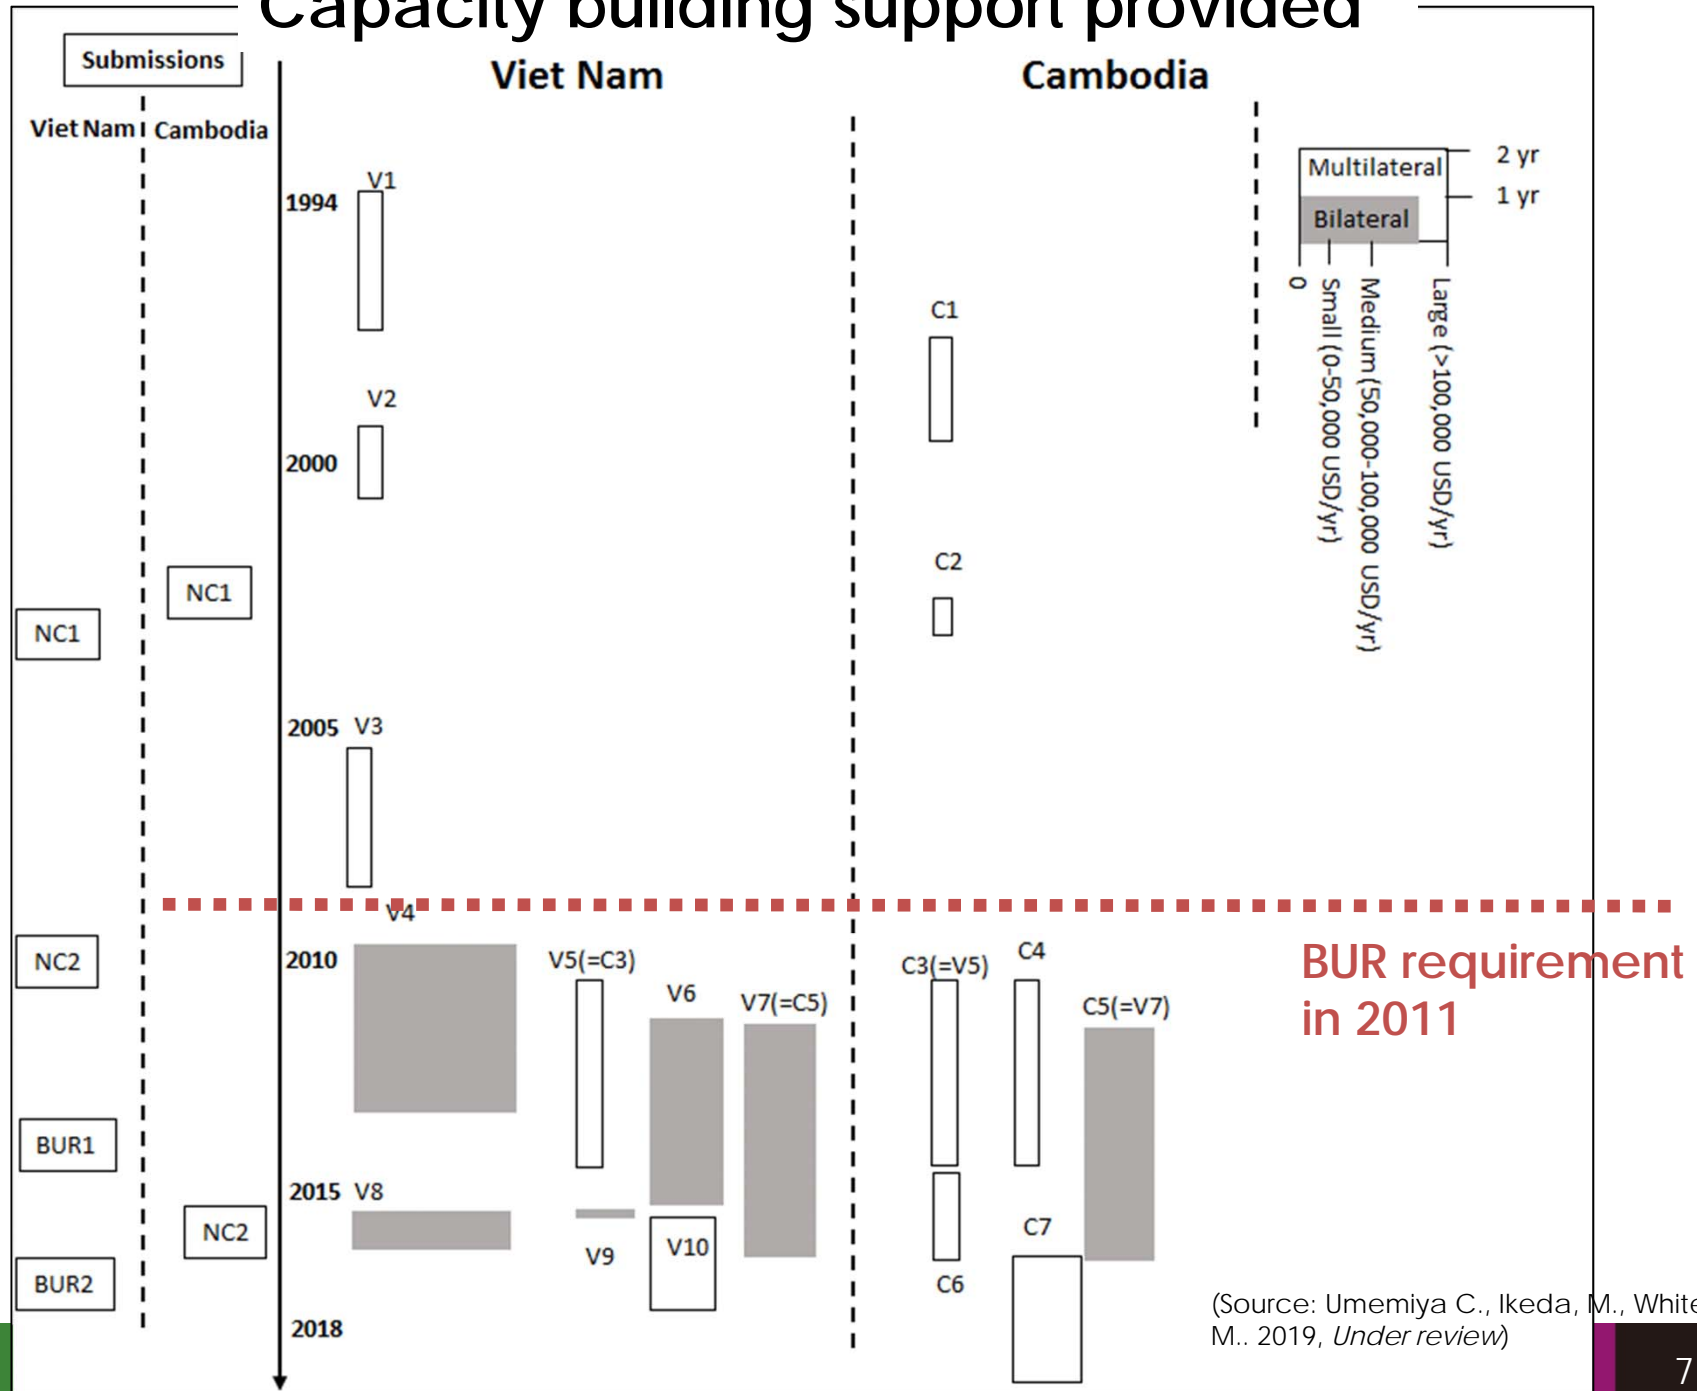 Capacity building support provided
Submissions
Viet Nam
Cambodia
Viet Nam
Cambodia
Multilateral
Bilateral
2 yr
1 yr
0
Small (0-50,000 USD/yr)
Medium (50,000-100,000 USD/yr)
Large (>100,000 USD/yr)
V1
1994
C1
V2
2000
C2
NC1
NC1
2005
V3
V4
NC2
2010
V5(=C3)
V6
V7(=C5)
C3(=V5)
C4
C5(=V7)
BUR requirement
in 2011
BUR1
2015
V8
NC2
V9
V10
C7
BUR2
C6
2018
(Source: Umemiya C., Ikeda, M., White
M.. 2019, Under review)
7